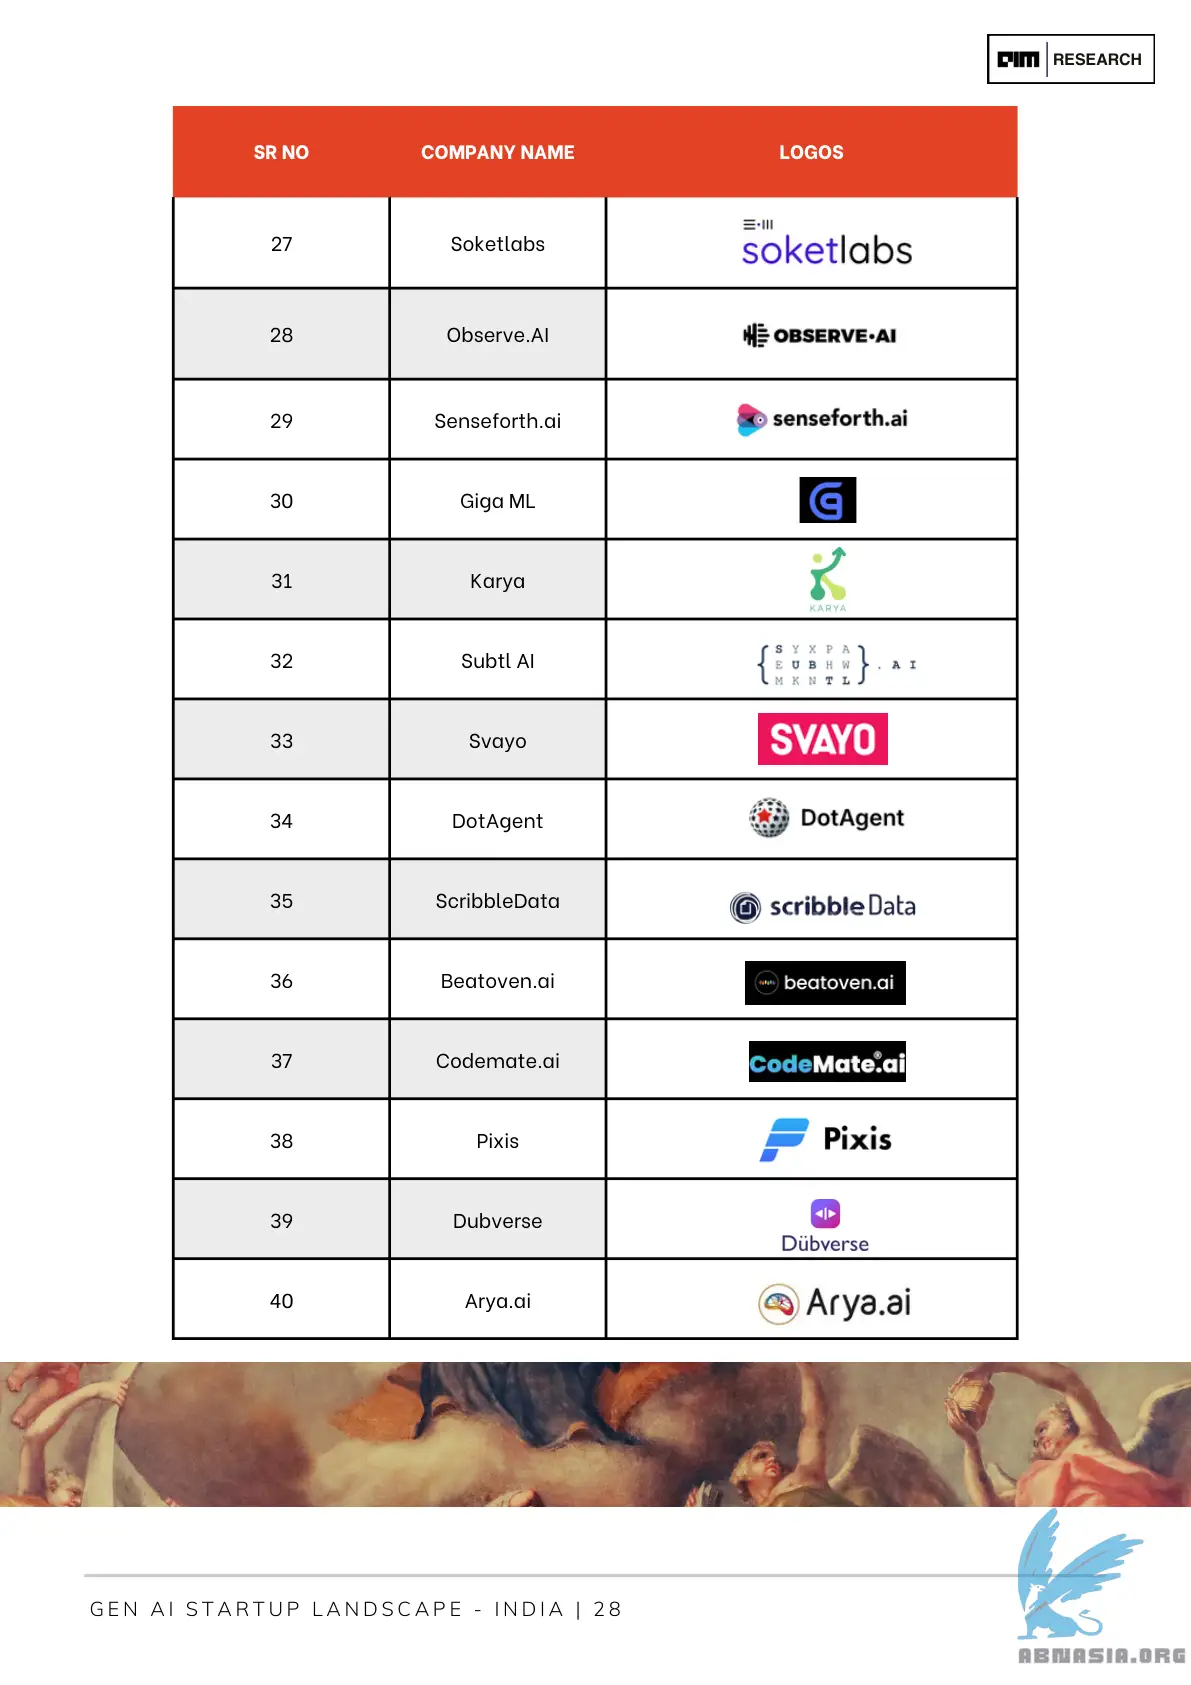 AIM RESEARCH
SR NO COMPANY NAME LOGOS
27 Soketlabs soketlabs
28 Observe.AI OBSERVE•AI
29 Senseforth.ai senseforth.ai
30 Giga ML G
31 Karya KARYA
32 Subtl AI
S Y X P A
E U B H W . A I
M K N T L
33 Svayo SVAYO
34 DotAgent DotAgent
35 ScribbleData scribble Data
36 Beatoven.ai beatoven.ai
37 Codemate.ai CodeMate®.ai
38 Pixis Pixis
39 Dubverse Dübverse
40 Arya.ai Arya.ai
GEN AI STARTUP LANDSCAPE - INDIA | 28
ABNASIA.ORG